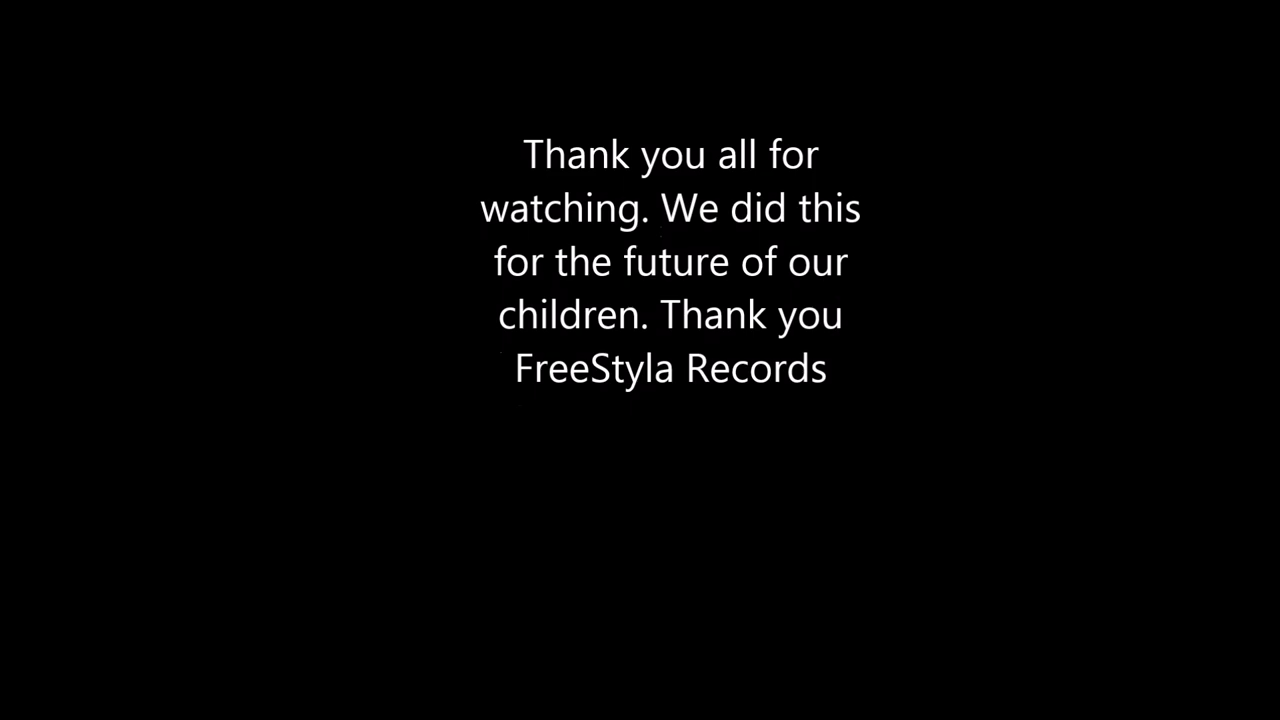 Thank you all for
watching. We did this
for the future of our
children. Thank you
FreeStyla Records